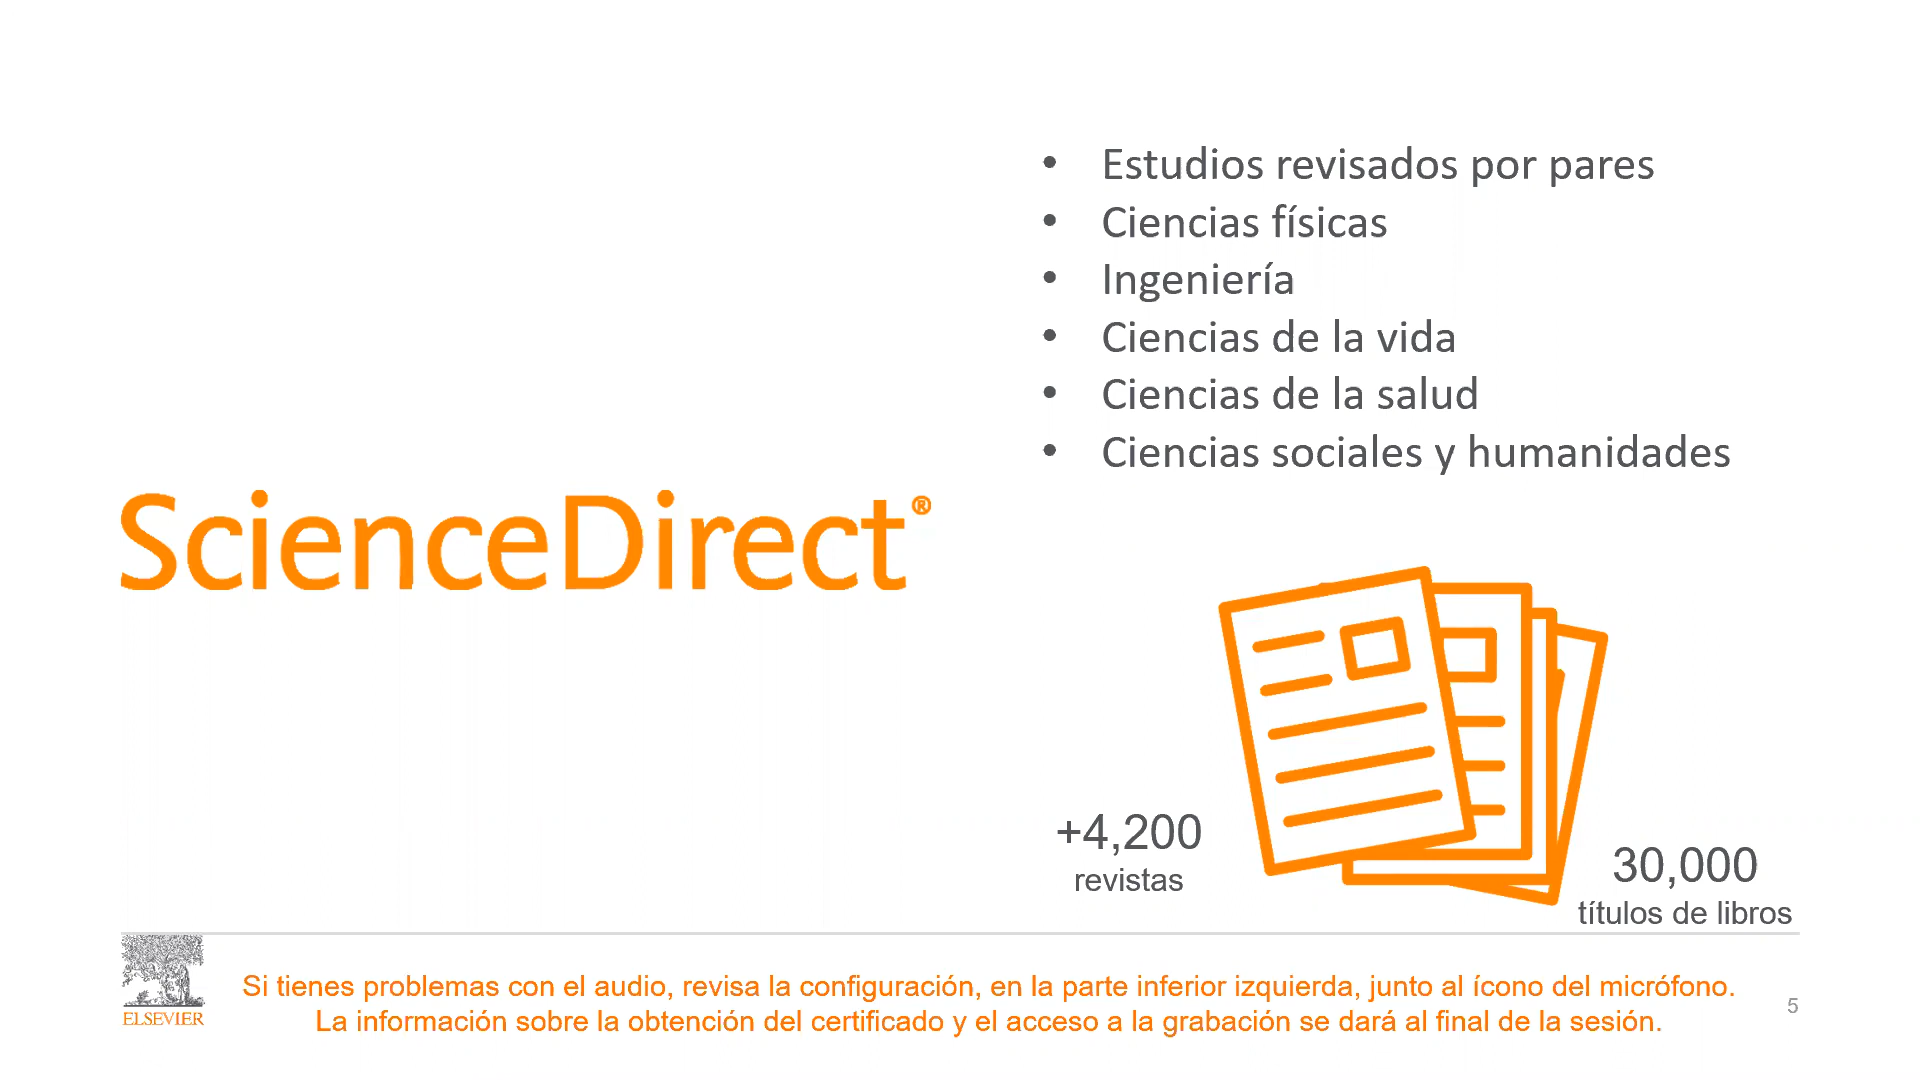 ScienceDirect®
• Estudios revisados por pares
• Ciencias físicas
• Ingeniería
• Ciencias de la vida
• Ciencias de la salud
• Ciencias sociales y humanidades
+4,200
revistas
30,000
títulos de libros
ELSEVIER
Si tienes problemas con el audio, revisa la configuración, en la parte inferior izquierda, junto al ícono del micrófono.
La información sobre la obtención del certificado y el acceso a la grabación se dará al final de la sesión.
5